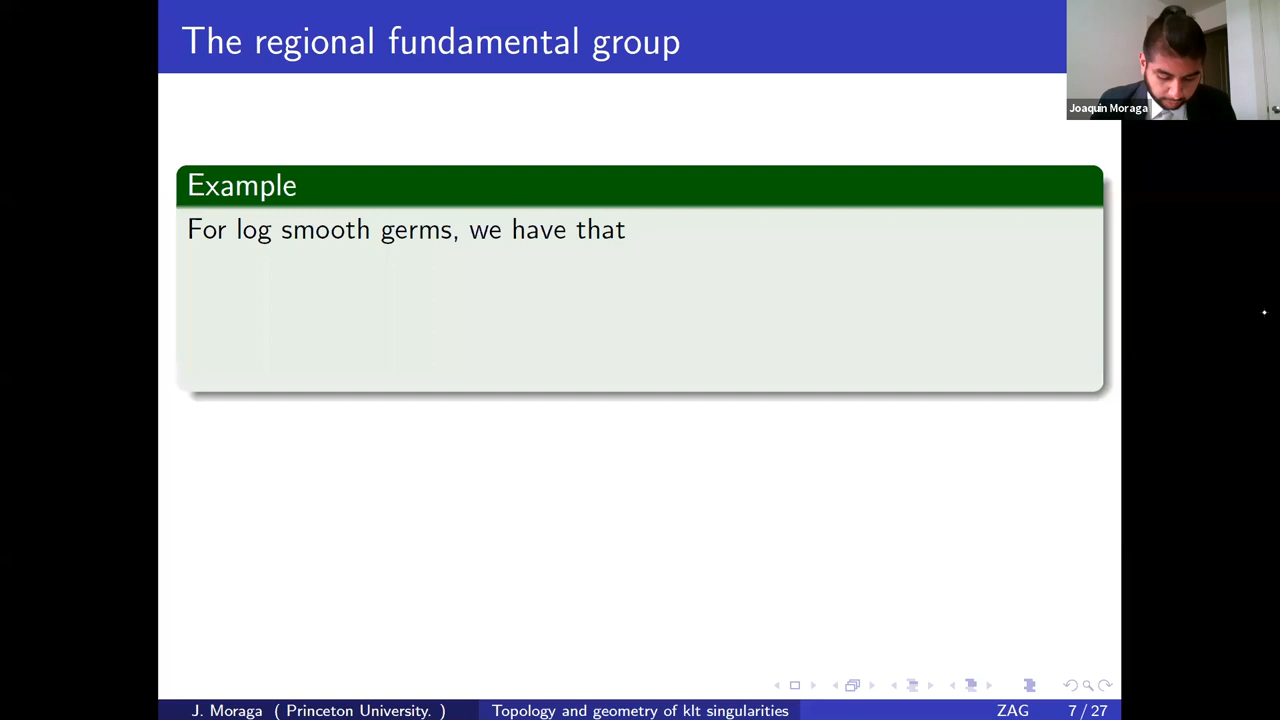 The regional fundamental group
Joaquin Moraga
Example
For log smooth germs, we have that
J. Moraga ( Princeton University. )
Topology and geometry of klt singularities
ZAG
7 / 27